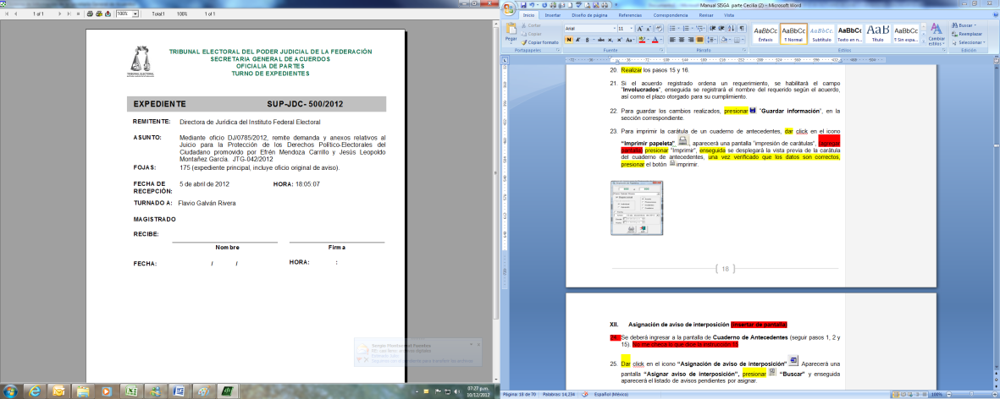 1 of 1
100%
Total:1
100%
1 of 1
TRIBUNAL ELECTORAL DEL PODER JUDICIAL DE LA FEDERACIÓN
SECRETARIA GENERAL DE ACUERDOS
OFICIALIA DE PARTES
TURNO DE EXPEDIENTES
EXPEDIENTE SUP-JDC- 500/2012
REMITENTE: Directora de Jurídica del Instituto Federal Electoral
ASUNTO: Mediante oficio DJ/0785/2012, remite demanda y anexos relativos al
Juicio para la Protección de los Derechos Político-Electorales del
Ciudadano promovido por Efrén Mendoza Carrillo y Jesús Leopoldo
Montañez García. JTG-042/2012
FOJAS: 175 (expediente principal, incluye oficio original de aviso).
FECHA DE RECEPCIÓN: 5 de abril de 2012 HORA: 18:05:07
TURNADO A: Flavio Galván Rivera
MAGISTRADO
RECIBE:
Nombre Firma
FECHA: / / HORA: :
07:27 p.m.
10/12/2012
Manual SISGA parte Cecilia (2) - Microsoft Word
Inicio Insertar Diseño de página Referencias Correspondencia Revisar Vista
Pegar
Cortar
Copiar
Copiar formato
Portapapeles
Arial 11
Fuente
Párrafo
AaBbCc AaBbCc AaBbCc. AaBbCc AaB AaBbCc
Énfasis ¶ Normal Subtítulo Texto en n... Título ¶ Sin espa...
Cambiar estilos
Estilos
Buscar
Reemplazar
Seleccionar
Edición
20. Realizar los pasos 15 y 16.
21. Si el acuerdo registrado ordena un requerimiento, se habilitará el campo
"Involucrados", enseguida se registrará el nombre del requerido según el acuerdo,
así como el plazo otorgado para su cumplimiento.
22. Para guardar los cambios realizados, presionar "Guardar información", en la
sección correspondiente.
23. Para imprimir la carátula de un cuaderno de antecedentes, dar click en el icono
"Imprimir papeleta" , aparecerá una pantalla "impresión de carátulas", (agregar
pantalla) presionar "Imprimir", enseguida se desplegará la vista previa de la carátula
del cuaderno de antecedentes, una vez verificado que los datos son correctos,
presionar el botón imprimir.
18
XII. Asignación de aviso de interposición (insertar de pantalla)
24. Se deberá ingresar a la pantalla de Cuaderno de Antecedentes (seguir pasos 1, 2 y
15).
25. Dar click en el icono "Asignación de aviso de interposición" Aparecerá una
pantalla "Asignar aviso de interposición", presionar "Buscar" y enseguida
aparecerá el listado de avisos pendientes por asignar.
Página: 18 de 70 Palabras: 14,234 Español (México) 100%